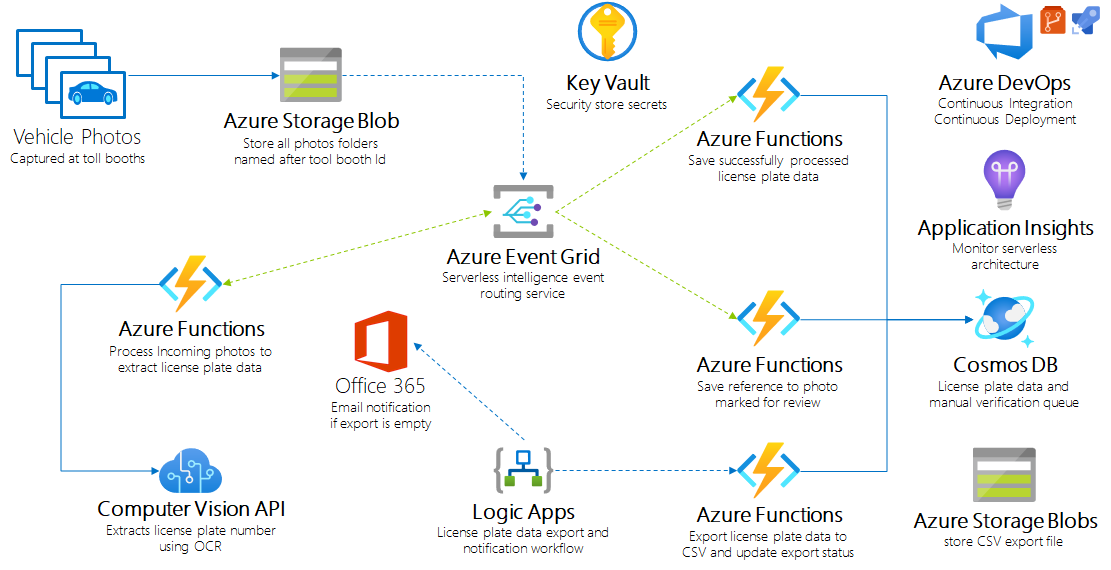 Vehicle Photos
Captured at toll booths
Azure Storage Blob
Store all photos folders
named after tool booth Id
Key Vault
Security store secrets
Azure Functions
Save successfully processed
license plate data
Azure DevOps
Continuous Integration
Continuous Deployment
Application Insights
Monitor serverless
architecture
Azure Event Grid
Serverless intelligence event
routing service
Azure Functions
Process Incoming photos to
extract license plate data
Office 365
Email notification
if export is empty
Azure Functions
Save reference to photo
marked for review
Cosmos DB
License plate data and
manual verification queue
Computer Vision API
Extracts license plate number
using OCR
Logic Apps
License plate data export and
notification workflow
Azure Functions
Export license plate data to
CSV and update export status
Azure Storage Blobs
store CSV export file